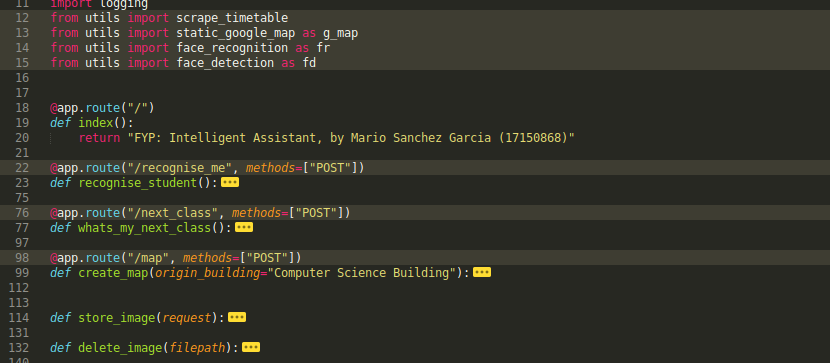 11 import logging
12 from utils import scrape_timetable
13 from utils import static_google_map as g_map
14 from utils import face_recognition as fr
15 from utils import face_detection as fd
16
17
18 @app.route("/")
19 def index():
20     return "FYP: Intelligent Assistant, by Mario Sanchez Garcia (17150868)"
21
22 @app.route("/recognise_me", methods=["POST"])
23 def recognise_student():
75
76 @app.route("/next_class", methods=["POST"])
77 def whats_my_next_class():
97
98 @app.route("/map", methods=["POST"])
99 def create_map(origin_building="Computer Science Building"):
112
113
114 def store_image(request):
131
132 def delete_image(filepath):
140